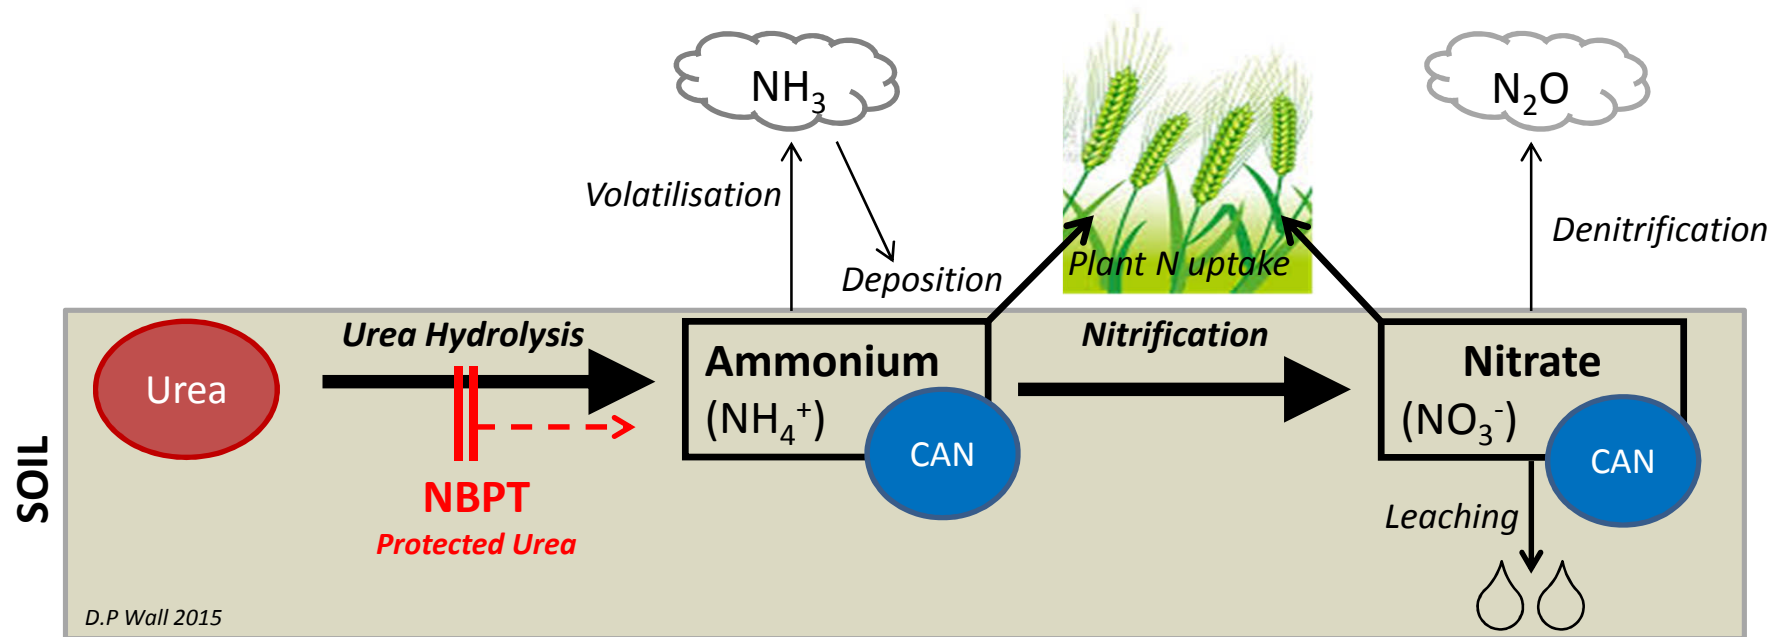 NH₃
N₂O
Volatilisation
Deposition
Plant N uptake
Denitrification
SOIL
Urea
Urea Hydrolysis
NBPT
Protected Urea
Ammonium
(NH₄⁺)
CAN
Nitrification
Nitrate
(NO₃⁻)
CAN
Leaching
D.P Wall 2015